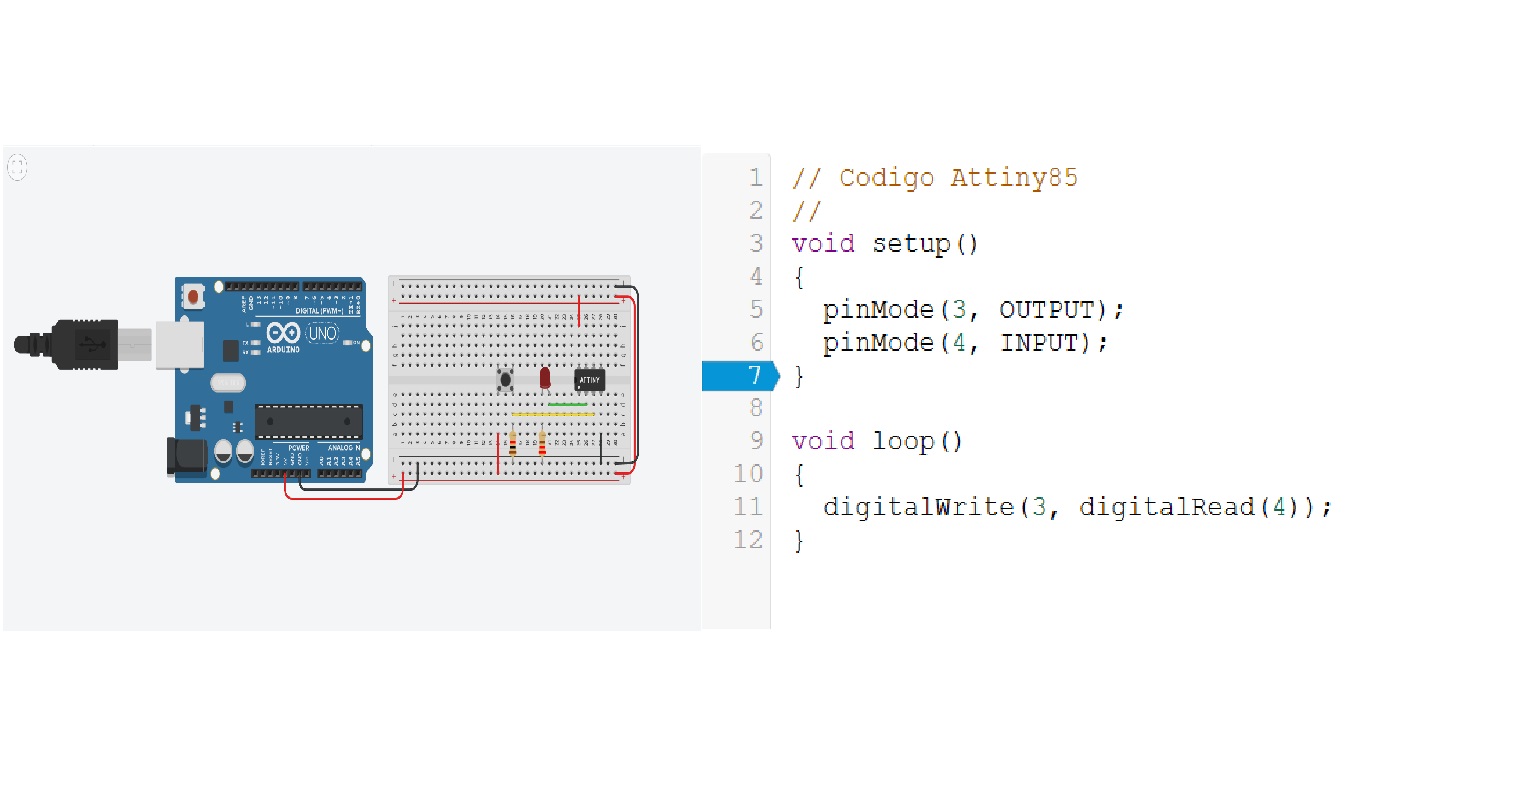 DIGITAL (PWM~)
UNO
ARDUINO
POWER
ANALOG IN
ATTINY
1 // Codigo Attiny85
2 //
3 void setup()
4 {
5 pinMode(3, OUTPUT);
6 pinMode(4, INPUT);
7 }
8
9 void loop()
10 {
11 digitalWrite(3, digitalRead(4));
12 }